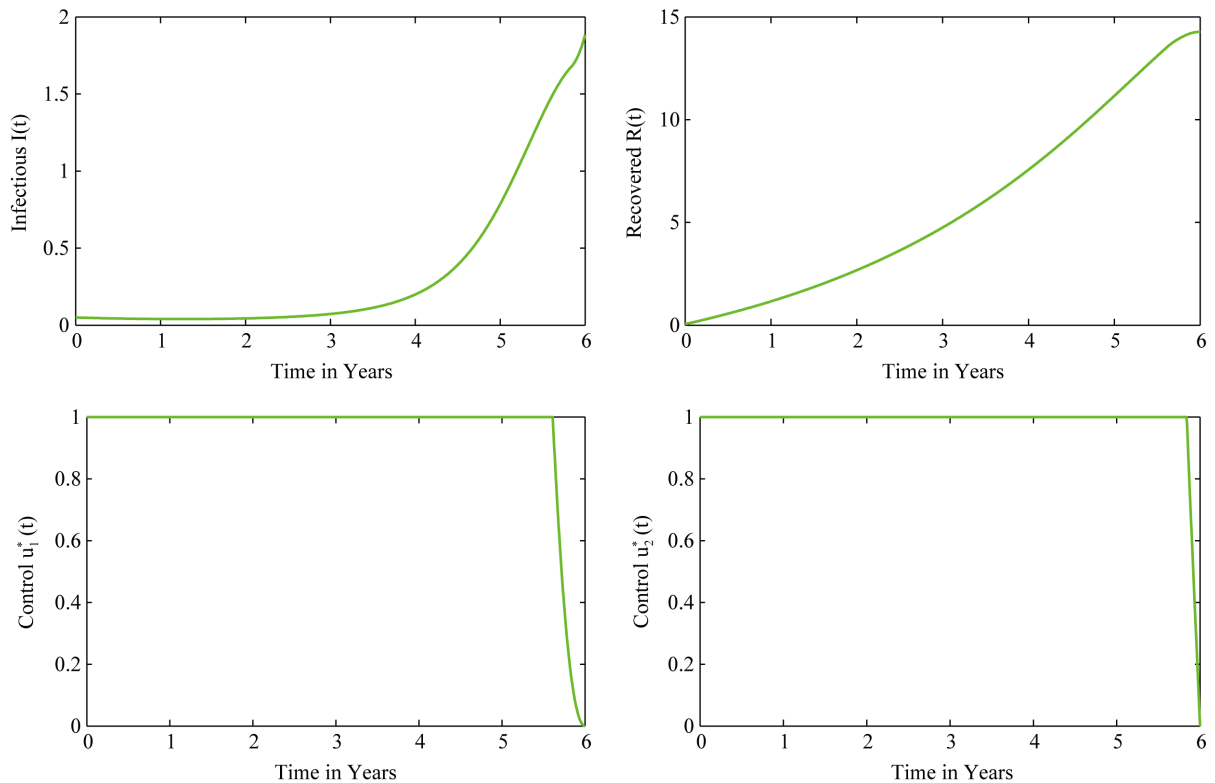 2
1.5
1
0.5
0
Infectious I(t)
0 1 2 3 4 5 6
Time in Years
15
10
5
0
Recovered R(t)
0 1 2 3 4 5 6
Time in Years
1
0.8
0.6
0.4
0.2
0
Control u₁*(t)
0 1 2 3 4 5 6
Time in Years
1
0.8
0.6
0.4
0.2
0
Control u₂*(t)
0 1 2 3 4 5 6
Time in Years